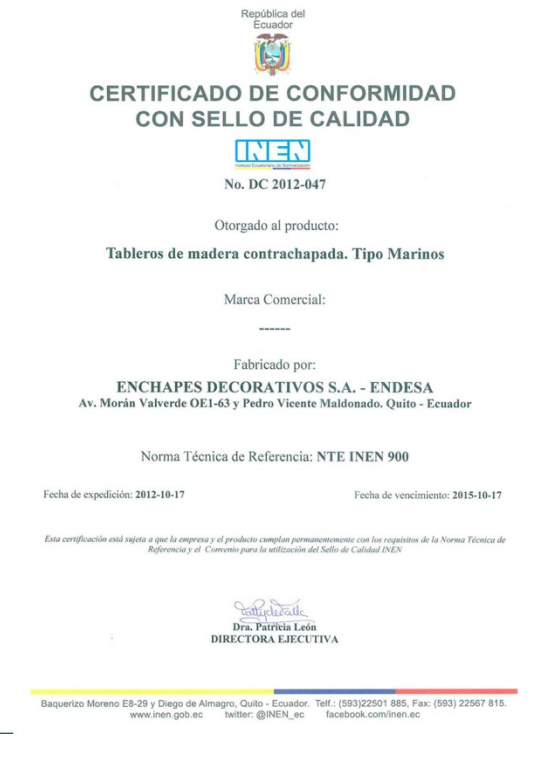 República del
Ecuador
CERTIFICADO DE CONFORMIDAD
CON SELLO DE CALIDAD
INEN
Instituto Ecuatoriano de Normalización
No. DC 2012-047
Otorgado al producto:
Tableros de madera contrachapada. Tipo Marinos
Marca Comercial:
------
Fabricado por:
ENCHAPES DECORATIVOS S.A. - ENDESA
Av. Morán Valverde OE1-63 y Pedro Vicente Maldonado. Quito - Ecuador
Norma Técnica de Referencia: NTE INEN 900
Fecha de expedición: 2012-10-17 Fecha de vencimiento: 2015-10-17
Esta certificación está sujeta a que la empresa y el producto cumplan permanentemente con los requisitos de la Norma Técnica de
Referencia y el Convenio para la utilización del Sello de Calidad INEN
Dra. Patricia León
DIRECTORA EJECUTIVA
Baquerizo Moreno E8-29 y Diego de Almagro, Quito - Ecuador. Telf.: (593)22501 885, Fax: (593) 22567 815.
www.inen.gob.ec twitter: @INEN_ec facebook.com/inen.ec